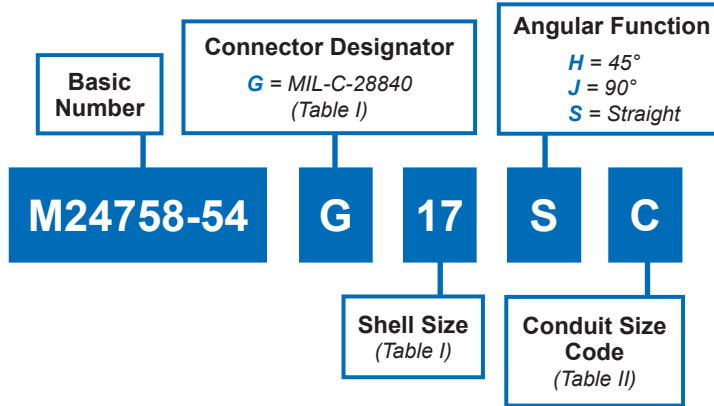 Basic
Number
Connector Designator
G = MIL-C-28840
(Table I)
Angular Function
H = 45°
J = 90°
S = Straight
M24758-54 G 17 S C
Shell Size
(Table I)
Conduit Size
Code
(Table II)